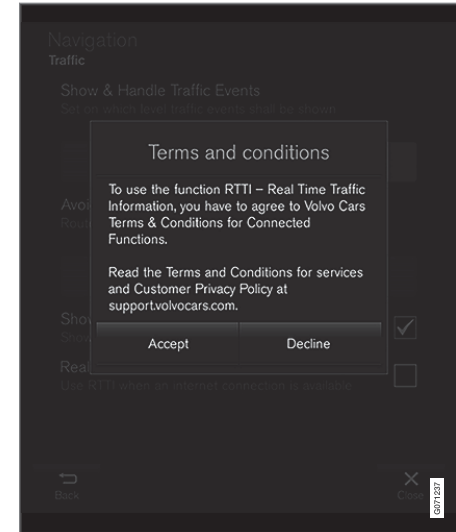 Navigation
Traffic
Show & Handle Traffic Events
Set on which level traffic events shall be shown
Terms and conditions
To use the function RTTI – Real Time Traffic
Information, you have to agree to Volvo Cars
Terms & Conditions for Connected
Functions.
Read the Terms and Conditions for services
and Customer Privacy Policy at
support.volvocars.com.
Accept Decline
Use RTTI when an internet connection is available
Back Close
G071237